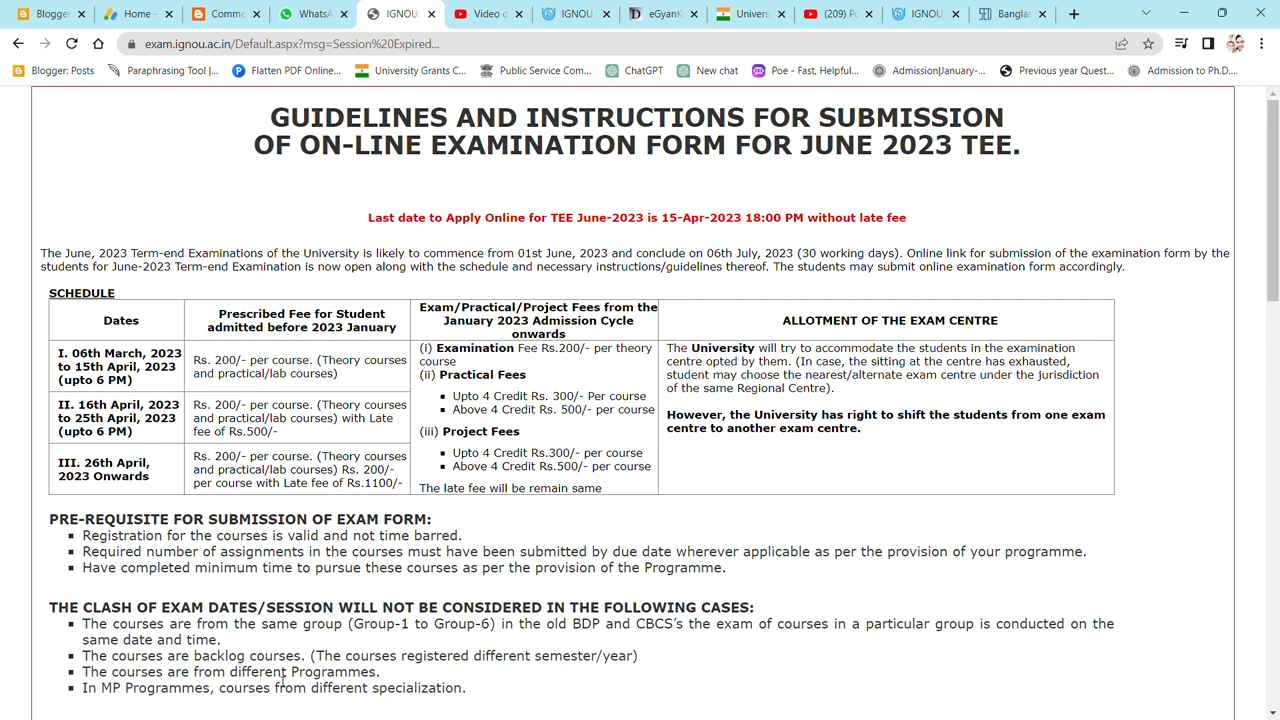 Blogger
Home -
Comme
WhatsA
IGNOU:
Video d
IGNOU
eGyanK
Univers
(209) Po
IGNOU
Banglar
exam.ignou.ac.in/Default.aspx?msg=Session%20Expired...
Blogger: Posts
Paraphrasing Tool |...
Flatten PDF Online...
University Grants C...
Public Service Com...
ChatGPT
New chat
Poe - Fast, Helpful...
Admission|January-...
Previous year Quest...
Admission to Ph.D....
GUIDELINES AND INSTRUCTIONS FOR SUBMISSION
OF ON-LINE EXAMINATION FORM FOR JUNE 2023 TEE.
Last date to Apply Online for TEE June-2023 is 15-Apr-2023 18:00 PM without late fee
The June, 2023 Term-end Examinations of the University is likely to commence from 01st June, 2023 and conclude on 06th July, 2023 (30 working days). Online link for submission of the examination form by the
students for June-2023 Term-end Examination is now open along with the schedule and necessary instructions/guidelines thereof. The students may submit online examination form accordingly.
SCHEDULE
Dates
Prescribed Fee for Student
admitted before 2023 January
Exam/Practical/Project Fees from the
January 2023 Admission Cycle
onwards
ALLOTMENT OF THE EXAM CENTRE
I. 06th March, 2023
to 15th April, 2023
(upto 6 PM)
Rs. 200/- per course. (Theory courses
and practical/lab courses)
II. 16th April, 2023
to 25th April, 2023
(upto 6 PM)
Rs. 200/- per course. (Theory courses
and practical/lab courses) with Late
fee of Rs.500/-
III. 26th April,
2023 Onwards
Rs. 200/- per course. (Theory courses
and practical/lab courses) Rs. 200/-
per course with Late fee of Rs.1100/-
(i) Examination Fee Rs.200/- per theory
course
(ii) Practical Fees
▪ Upto 4 Credit Rs. 300/- Per course
▪ Above 4 Credit Rs. 500/- per course
(iii) Project Fees
▪ Upto 4 Credit Rs.300/- per course
▪ Above 4 Credit Rs.500/- per course
The late fee will be remain same
The University will try to accommodate the students in the examination
centre opted by them. (In case, the sitting at the centre has exhausted,
student may choose the nearest/alternate exam centre under the jurisdiction
of the same Regional Centre).
However, the University has right to shift the students from one exam
centre to another exam centre.
PRE-REQUISITE FOR SUBMISSION OF EXAM FORM:
▪ Registration for the courses is valid and not time barred.
▪ Required number of assignments in the courses must have been submitted by due date wherever applicable as per the provision of your programme.
▪ Have completed minimum time to pursue these courses as per the provision of the Programme.
THE CLASH OF EXAM DATES/SESSION WILL NOT BE CONSIDERED IN THE FOLLOWING CASES:
▪ The courses are from the same group (Group-1 to Group-6) in the old BDP and CBCS's the exam of courses in a particular group is conducted on the
same date and time.
▪ The courses are backlog courses. (The courses registered different semester/year)
▪ The courses are from different Programmes.
▪ In MP Programmes, courses from different specialization.